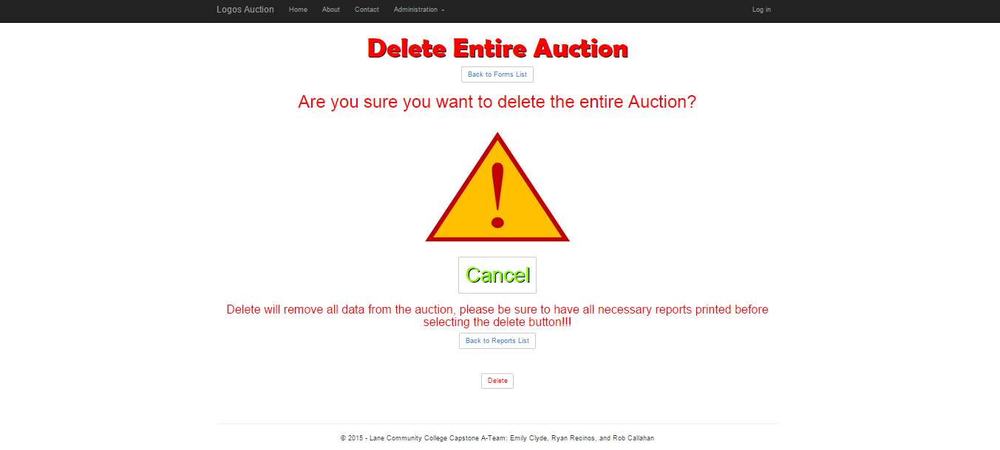 Logos Auction Home About Contact Administration Log in
Delete Entire Auction
Back to Forms List
Are you sure you want to delete the entire Auction?
!
Cancel
Delete will remove all data from the auction, please be sure to have all necessary reports printed before
selecting the delete button!!!
Back to Reports List
Delete
© 2015 - Lane Community College Capstone A-Team: Emily Clyde, Ryan Recinos, and Rob Callahan